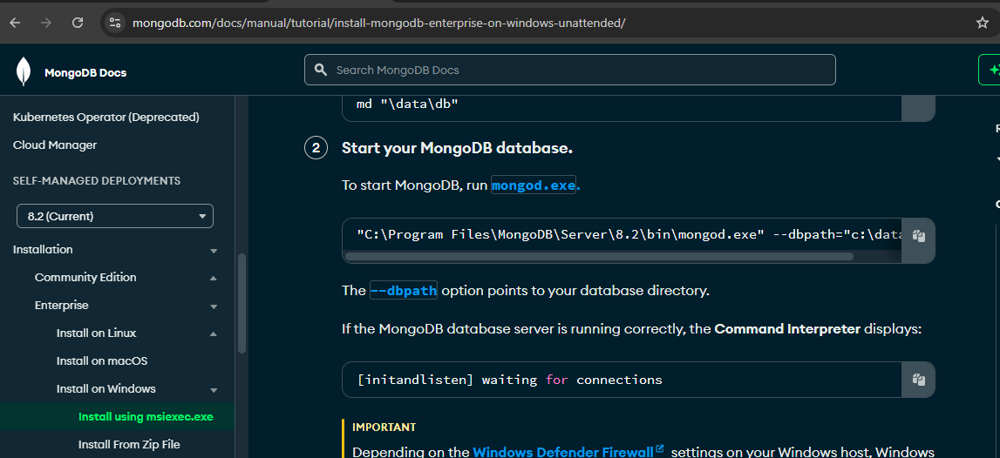 mongodb.com/docs/manual/tutorial/install-mongodb-enterprise-on-windows-unattended/
MongoDB Docs
Search MongoDB Docs
Kubernetes Operator (Deprecated)
Cloud Manager
SELF-MANAGED DEPLOYMENTS
8.2 (Current)
Installation
Community Edition
Enterprise
Install on Linux
Install on macOS
Install on Windows
Install using msiexec.exe
Install From Zip File
md "\data\db"
2 Start your MongoDB database.
To start MongoDB, run mongod.exe.
"C:\Program Files\MongoDB\Server\8.2\bin\mongod.exe" --dbpath="c:\data
The --dbpath option points to your database directory.
If the MongoDB database server is running correctly, the Command Interpreter displays:
[initandlisten] waiting for connections
IMPORTANT
Depending on the Windows Defender Firewall settings on your Windows host, Windows